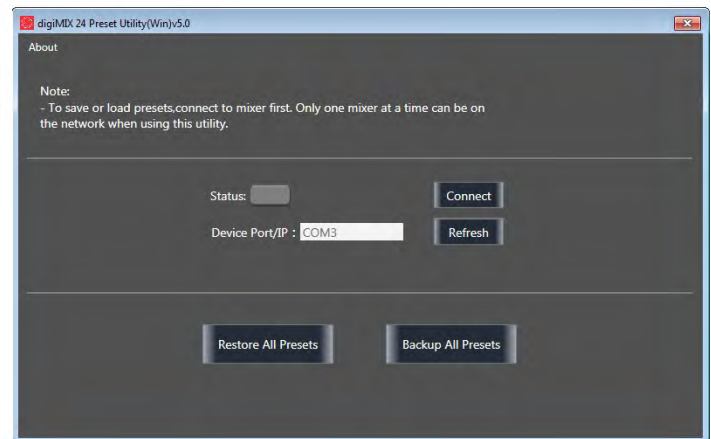 digiMIX 24 Preset Utility(Win)v5.0
About
Note:
- To save or load presets,connect to mixer first. Only one mixer at a time can be on
the network when using this utility.
Status:
Connect
Device Port/IP : COM3
Refresh
Restore All Presets
Backup All Presets